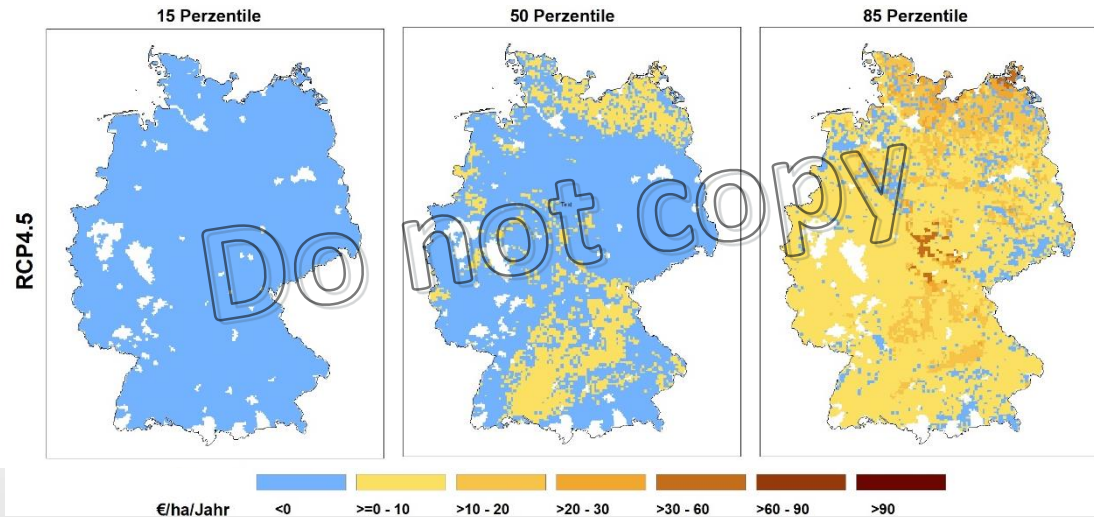 15 Perzentile
50 Perzentile
85 Perzentile
RCP4.5
Do not copy
Text
€/ha/Jahr
<0
>=0 - 10
>10 - 20
>20 - 30
>30 - 60
>60 - 90
>90